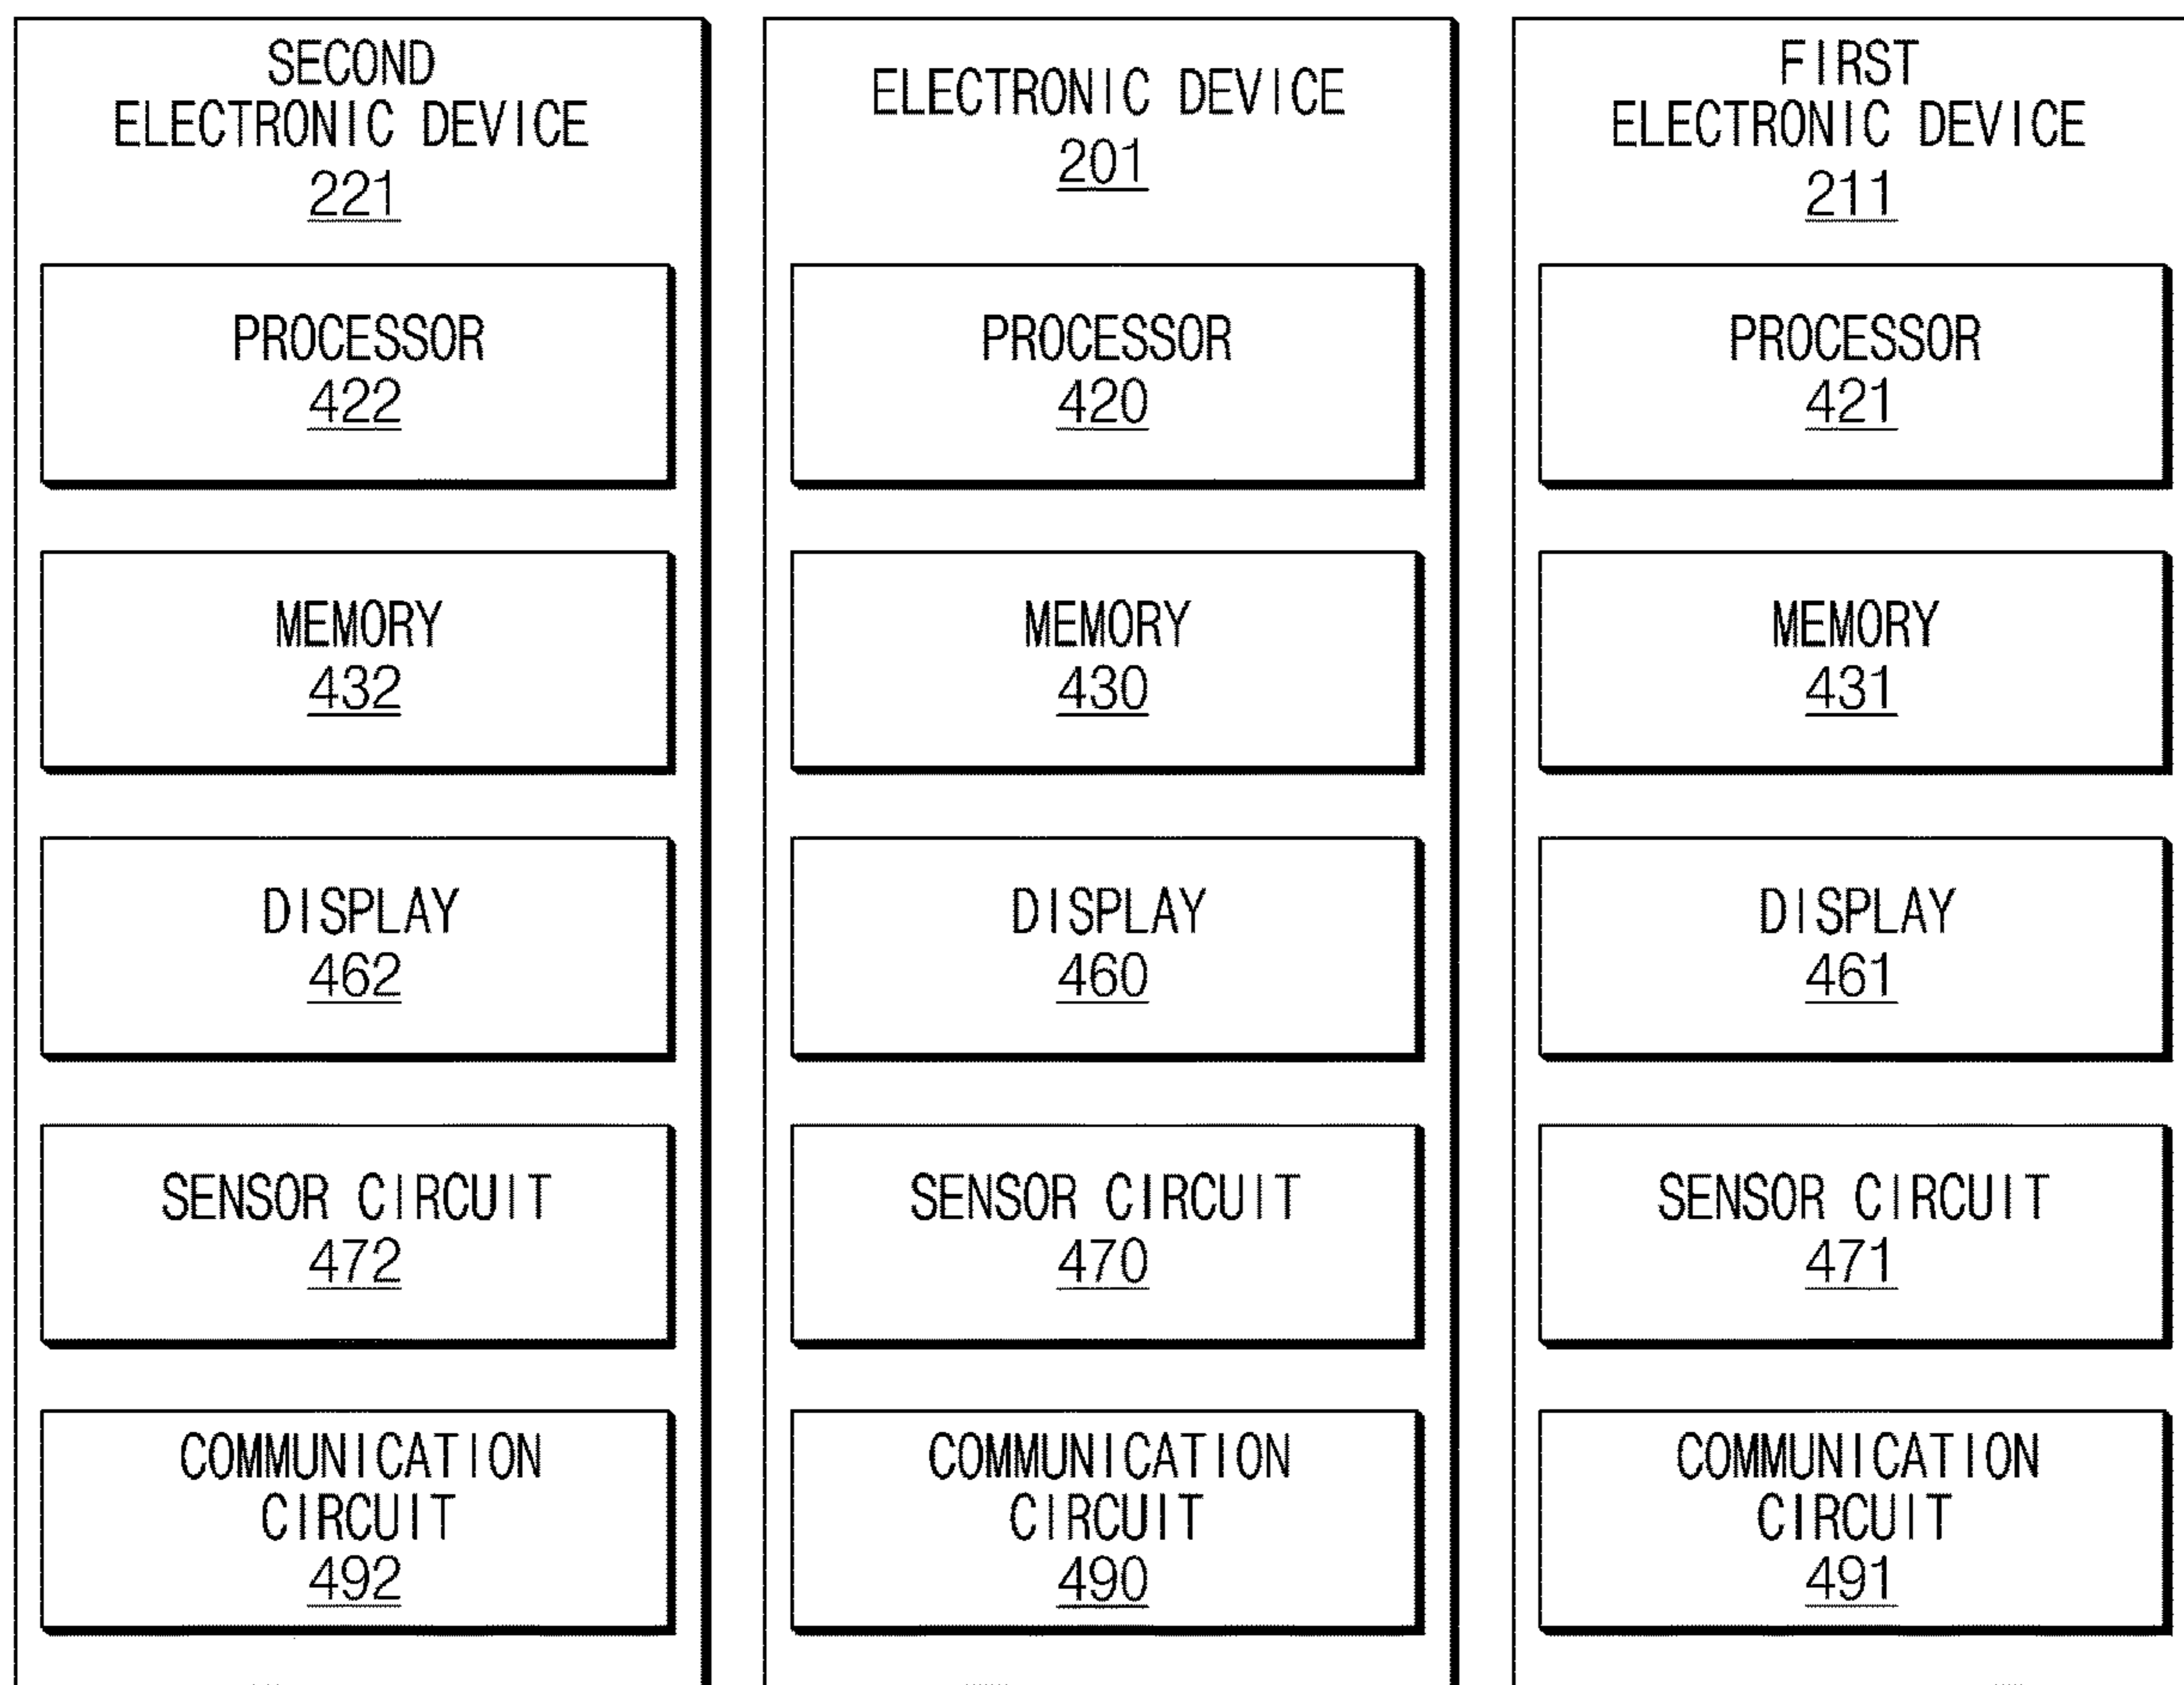 SECOND
ELECTRONIC DEVICE
221
PROCESSOR
422
MEMORY
432
DISPLAY
462
SENSOR CIRCUIT
472
COMMUNICATION
CIRCUIT
492
ELECTRONIC DEVICE
201
PROCESSOR
420
MEMORY
430
DISPLAY
460
SENSOR CIRCUIT
470
COMMUNICATION
CIRCUIT
490
FIRST
ELECTRONIC DEVICE
211
PROCESSOR
421
MEMORY
431
DISPLAY
461
SENSOR CIRCUIT
471
COMMUNICATION
CIRCUIT
491